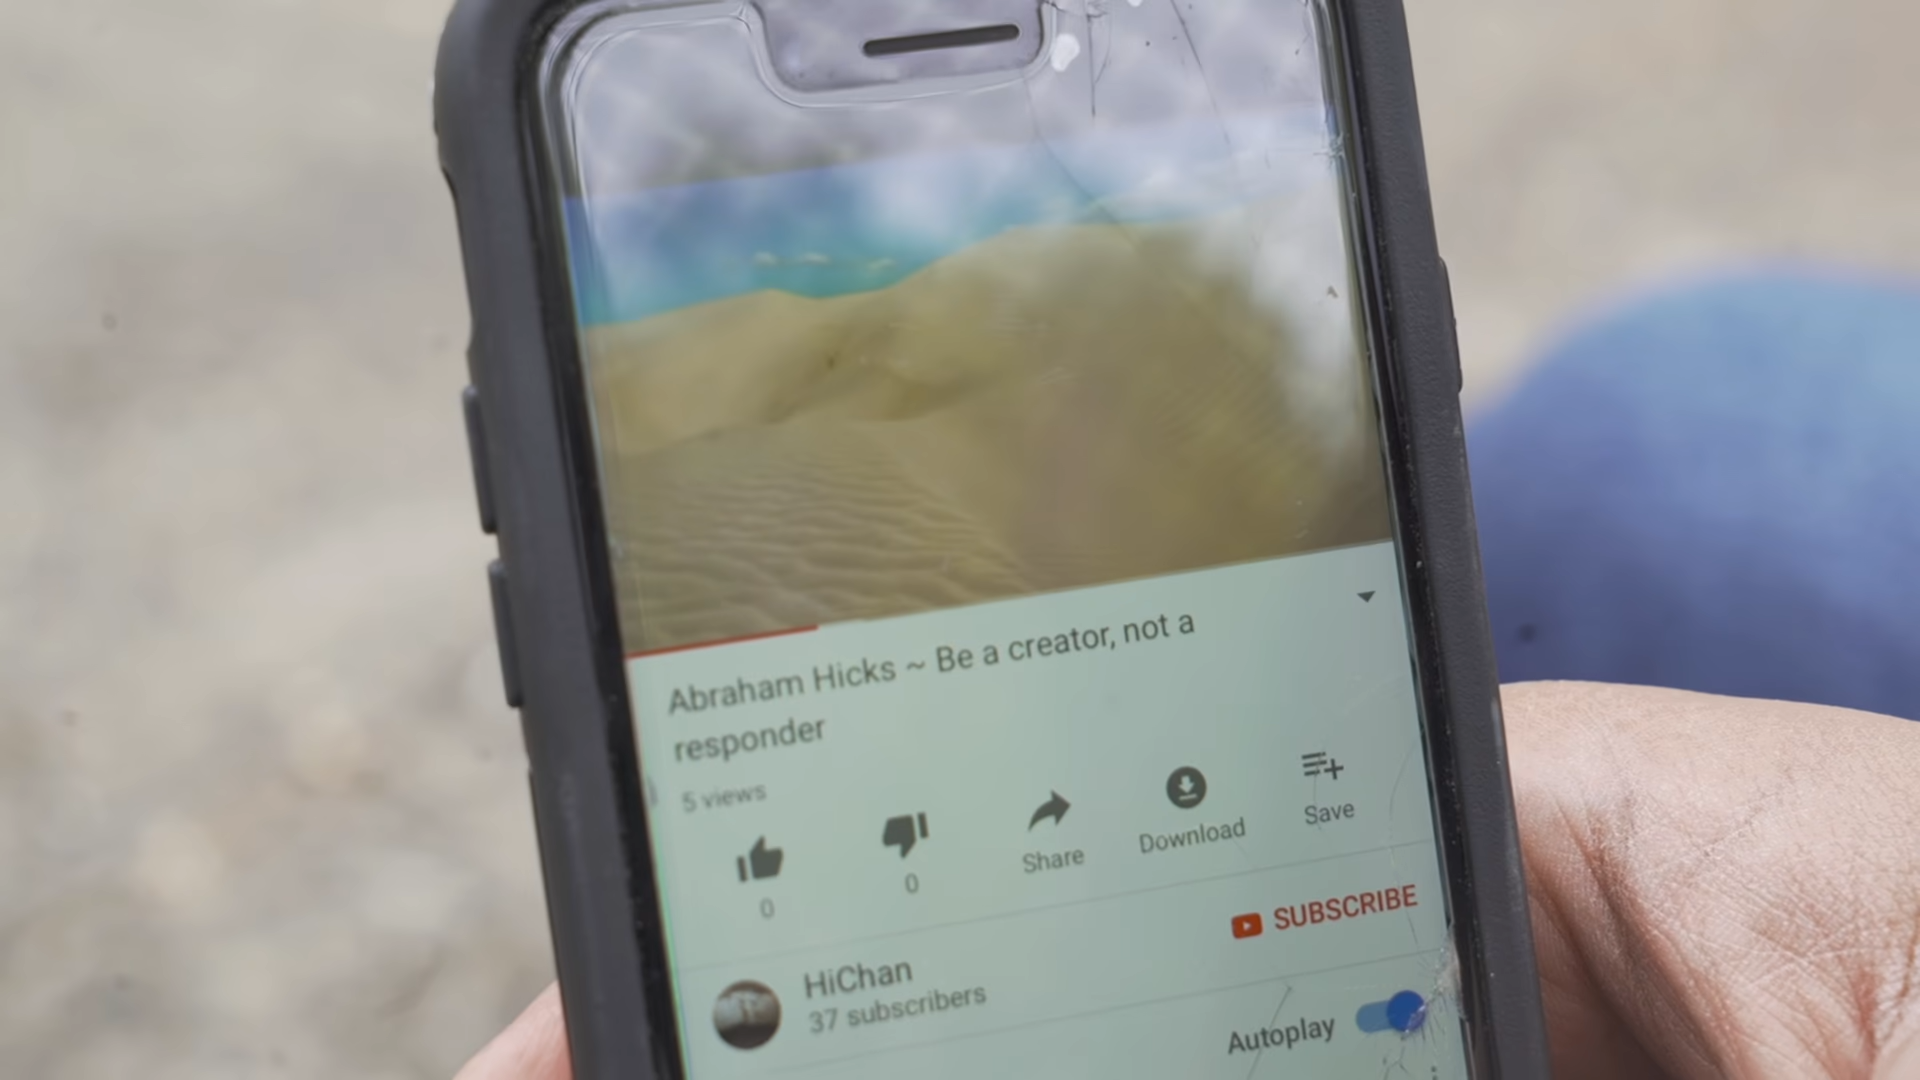 Abraham Hicks ~ Be a creator, not a
responder
5 views
0
0
Share
Download
Save
HiChan
37 subscribers
SUBSCRIBE
Autoplay